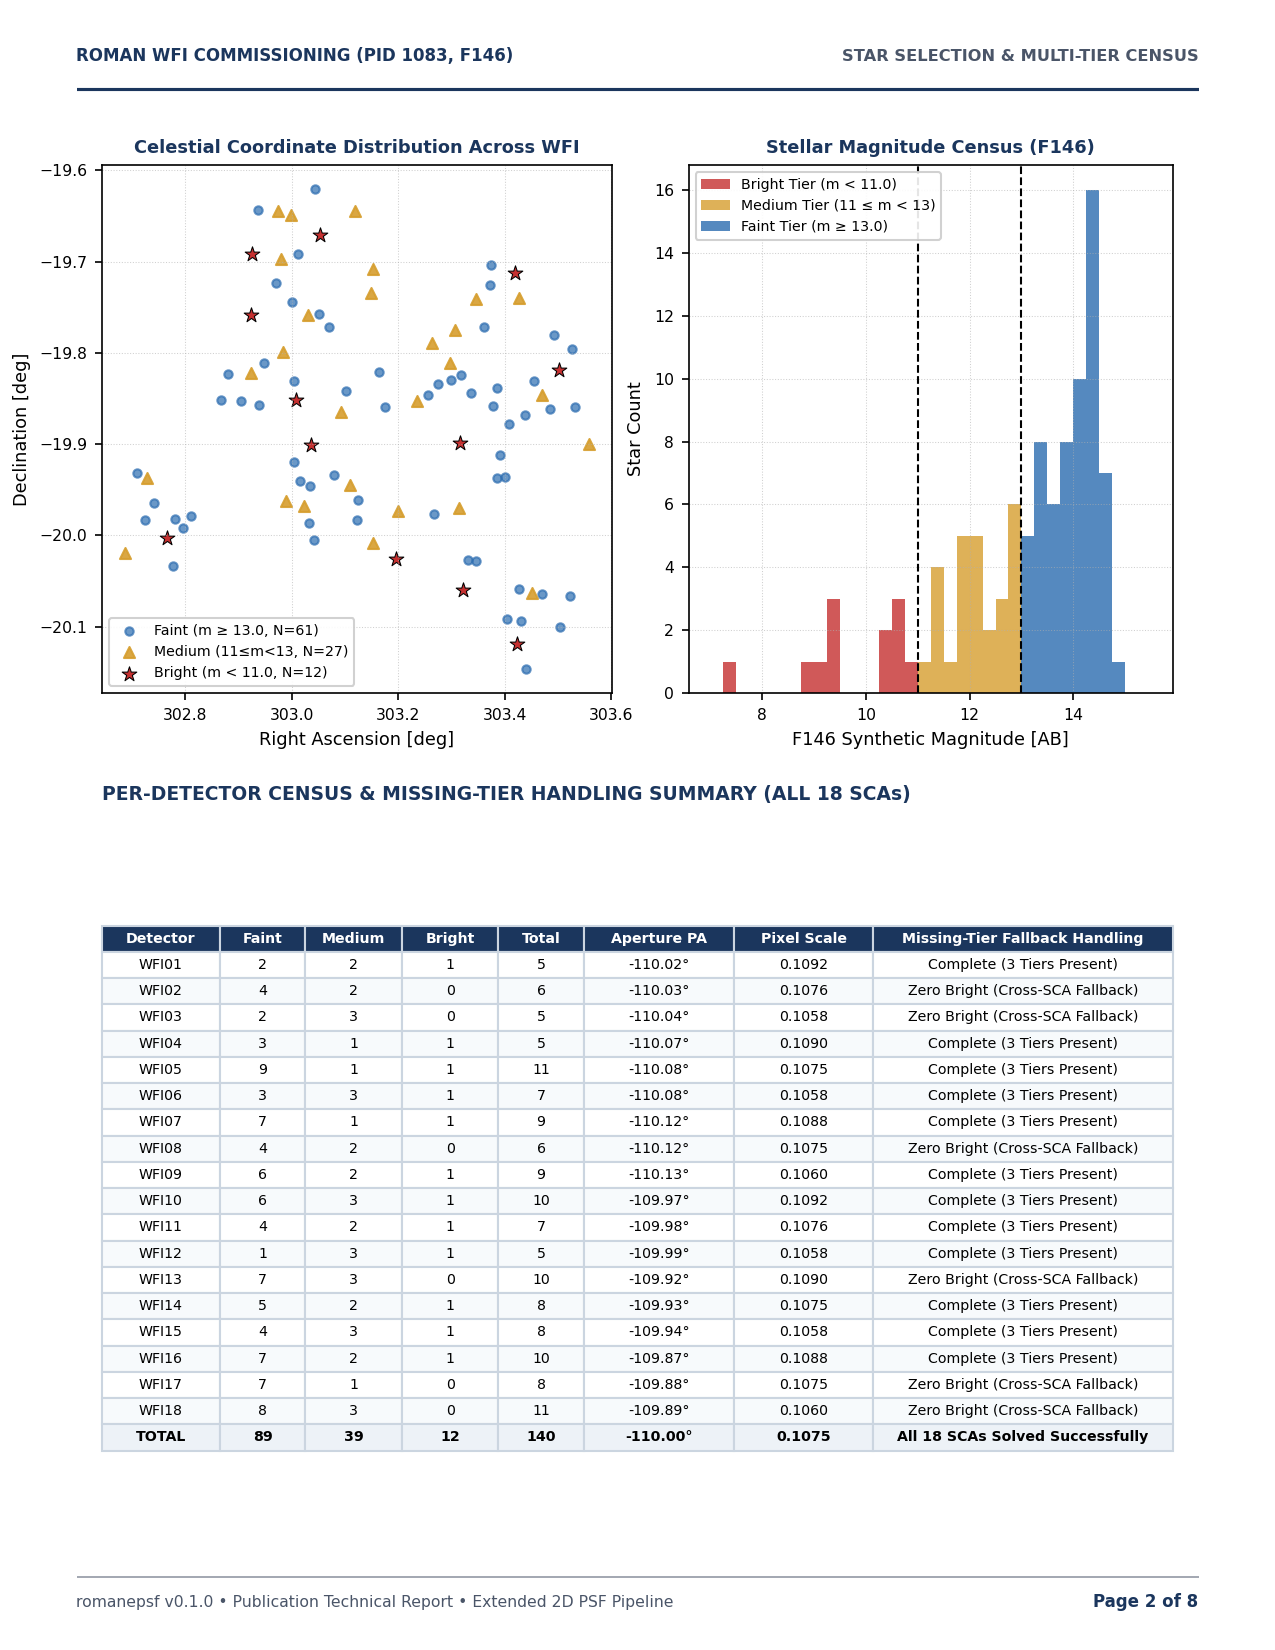 ROMAN WFI COMMISSIONING (PID 1083, F146)
STAR SELECTION & MULTI-TIER CENSUS
Celestial Coordinate Distribution Across WFI
−19.6
−19.7
−19.8
−19.9
−20.0
−20.1
Declination [deg]
Faint (m ≥ 13.0, N=61)
Medium (11≤m<13, N=27)
Bright (m < 11.0, N=12)
302.8 303.0 303.2 303.4 303.6
Right Ascension [deg]
Stellar Magnitude Census (F146)
Bright Tier (m < 11.0)
Medium Tier (11 ≤ m < 13)
Faint Tier (m ≥ 13.0)
16
14
12
10
8
6
4
2
0
Star Count
8 10 12 14
F146 Synthetic Magnitude [AB]
PER-DETECTOR CENSUS & MISSING-TIER HANDLING SUMMARY (ALL 18 SCAs)
Detector Faint Medium Bright Total Aperture PA Pixel Scale Missing-Tier Fallback Handling
WFI01 2 2 1 5 -110.02° 0.1092 Complete (3 Tiers Present)
WFI02 4 2 0 6 -110.03° 0.1076 Zero Bright (Cross-SCA Fallback)
WFI03 2 3 0 5 -110.04° 0.1058 Zero Bright (Cross-SCA Fallback)
WFI04 3 1 1 5 -110.07° 0.1090 Complete (3 Tiers Present)
WFI05 9 1 1 11 -110.08° 0.1075 Complete (3 Tiers Present)
WFI06 3 3 1 7 -110.08° 0.1058 Complete (3 Tiers Present)
WFI07 7 1 1 9 -110.12° 0.1088 Complete (3 Tiers Present)
WFI08 4 2 0 6 -110.12° 0.1075 Zero Bright (Cross-SCA Fallback)
WFI09 6 2 1 9 -110.13° 0.1060 Complete (3 Tiers Present)
WFI10 6 3 1 10 -109.97° 0.1092 Complete (3 Tiers Present)
WFI11 4 2 1 7 -109.98° 0.1076 Complete (3 Tiers Present)
WFI12 1 3 1 5 -109.99° 0.1058 Complete (3 Tiers Present)
WFI13 7 3 0 10 -109.92° 0.1090 Zero Bright (Cross-SCA Fallback)
WFI14 5 2 1 8 -109.93° 0.1075 Complete (3 Tiers Present)
WFI15 4 3 1 8 -109.94° 0.1058 Complete (3 Tiers Present)
WFI16 7 2 1 10 -109.87° 0.1088 Complete (3 Tiers Present)
WFI17 7 1 0 8 -109.88° 0.1075 Zero Bright (Cross-SCA Fallback)
WFI18 8 3 0 11 -109.89° 0.1060 Zero Bright (Cross-SCA Fallback)
TOTAL 89 39 12 140 -110.00° 0.1075 All 18 SCAs Solved Successfully
romanepsf v0.1.0 • Publication Technical Report • Extended 2D PSF Pipeline
Page 2 of 8